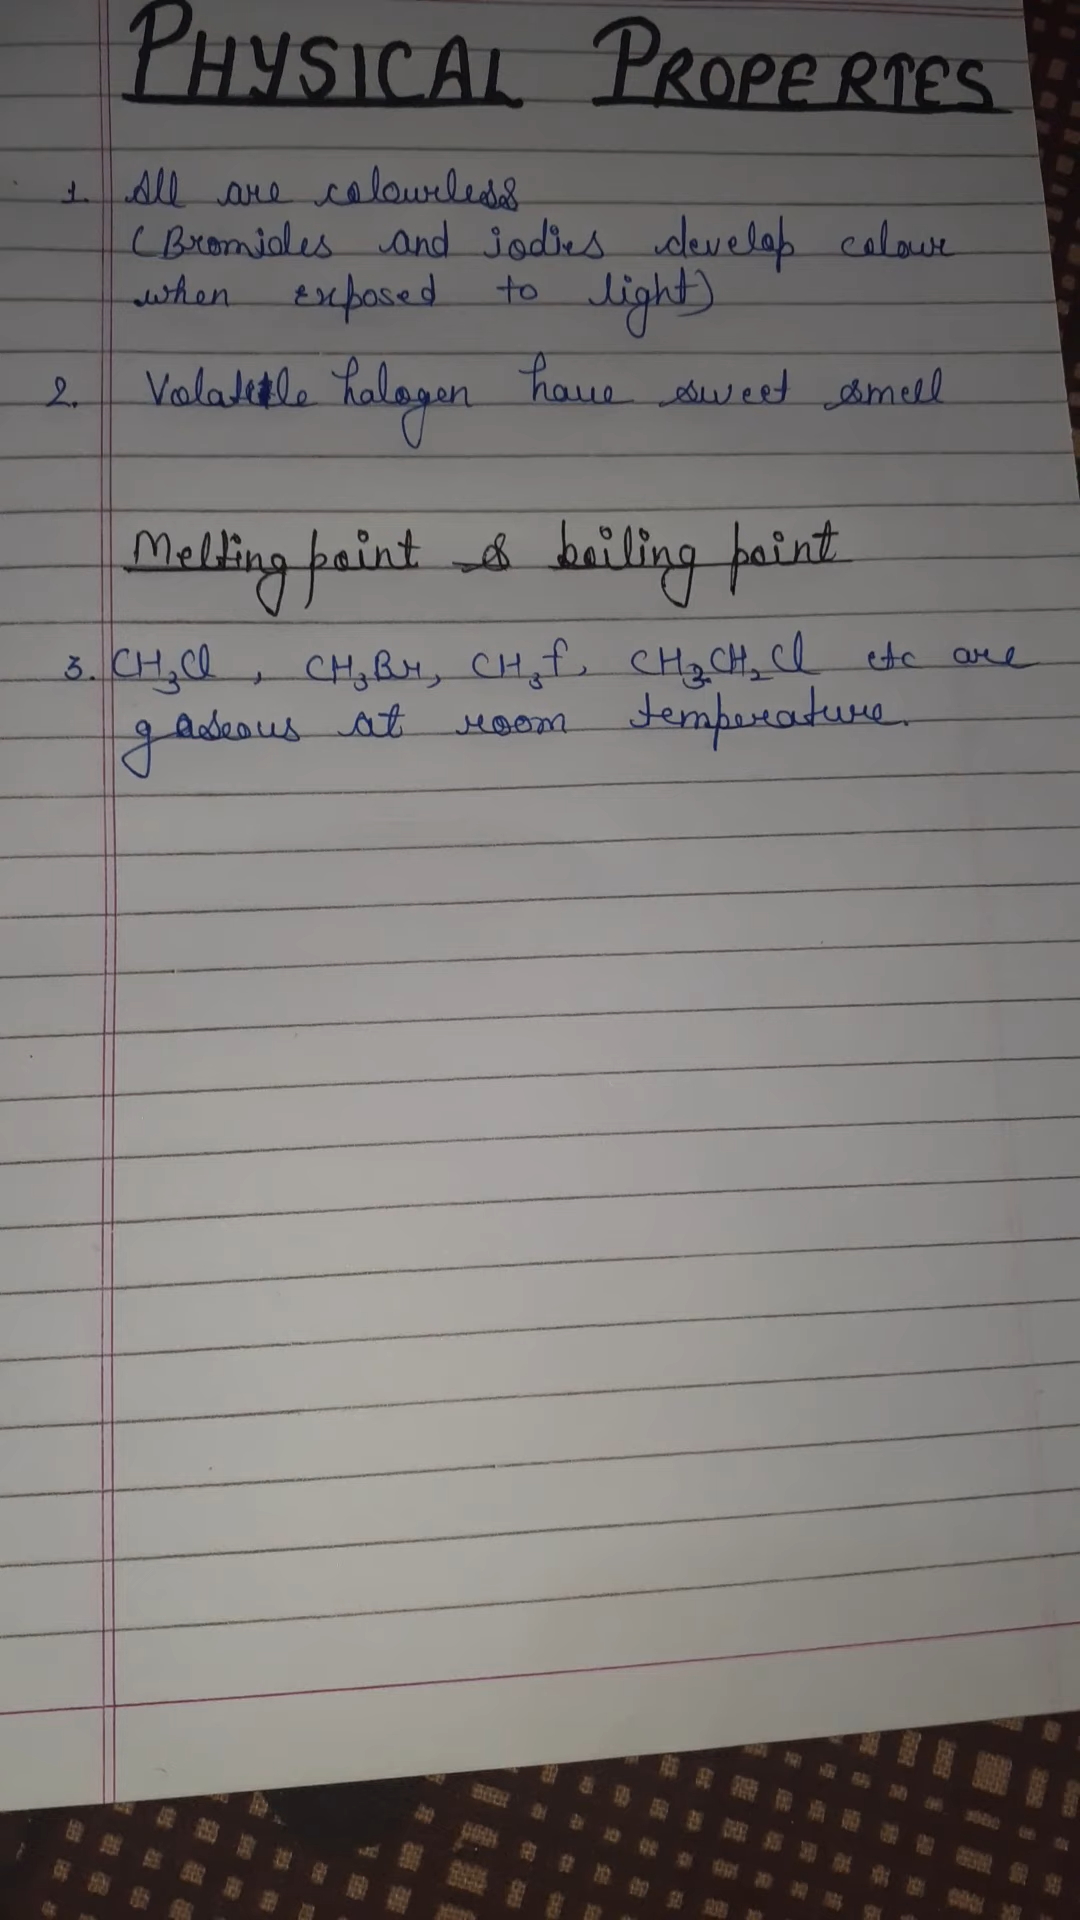 PHYSICAL PROPERTES
1. All are colourless
(Bromides and iodies develop colour
when exposed to light)
2. Volatile halogen have sweet smell
Melting point & boiling point
3. CH₃Cl, CH₃Br, CH₃f, CH₃CH₂Cl etc are
gaseous at room temperature.